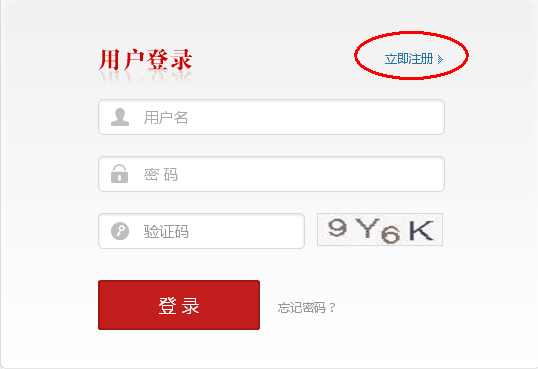 用户登录
立即注册
用户名
密 码
验证码
9Y6K
登 录
忘记密码？